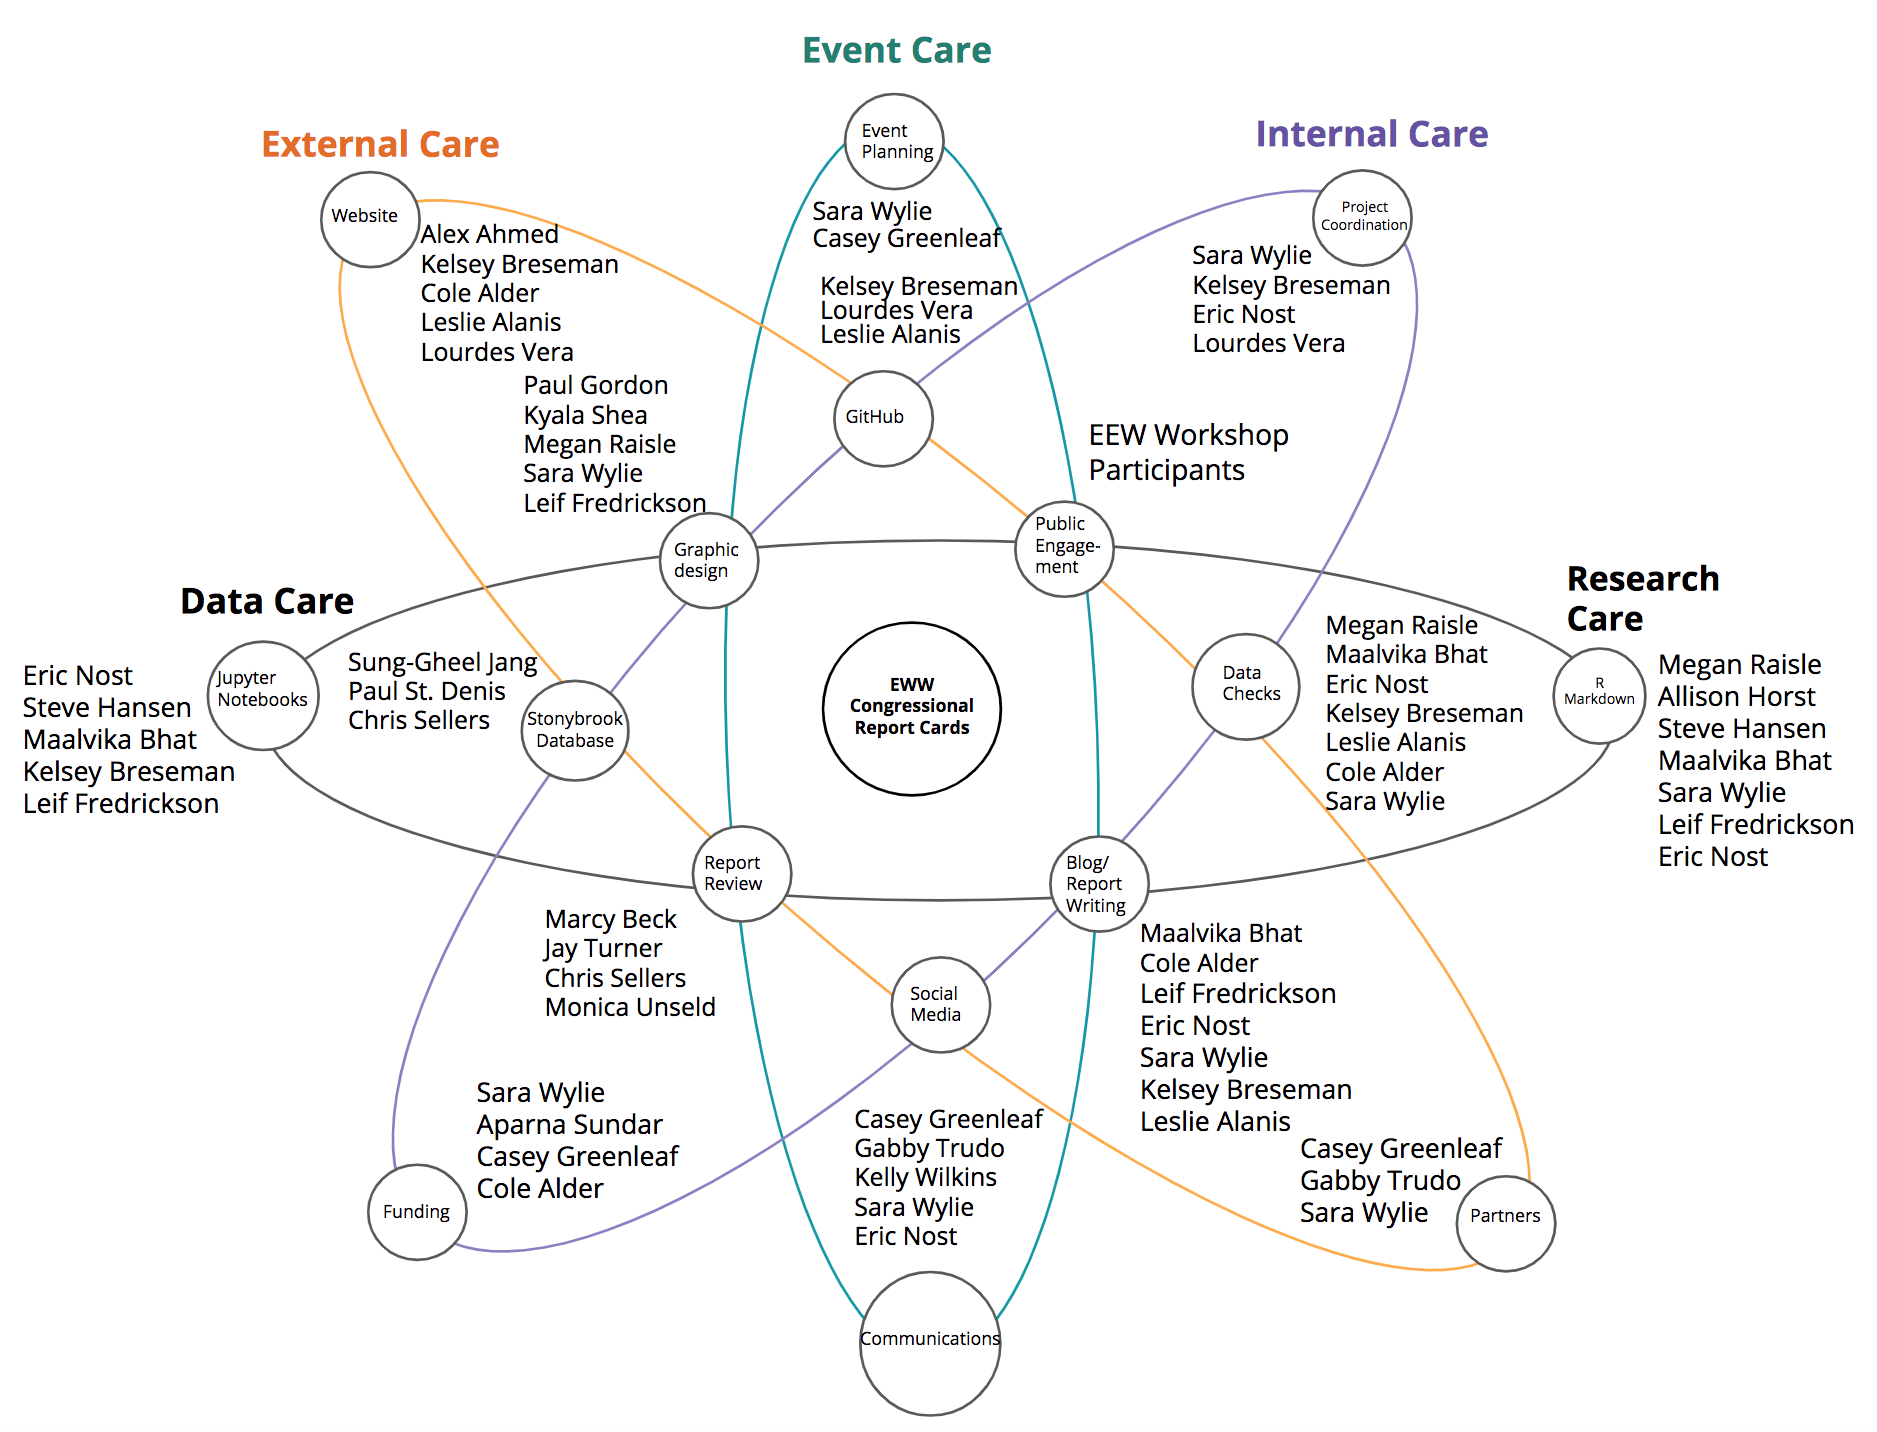 Event Care
External Care
Internal Care
Event
Planning
Website
Project
Coordination
Sara Wylie
Casey Greenleaf
Kelsey Breseman
Lourdes Vera
Leslie Alanis
Alex Ahmed
Kelsey Breseman
Cole Alder
Leslie Alanis
Lourdes Vera
Sara Wylie
Kelsey Breseman
Eric Nost
Lourdes Vera
Paul Gordon
Kyala Shea
Megan Raisle
Sara Wylie
Leif Fredrickson
GitHub
EEW Workshop
Participants
Graphic
design
Public
Engage-
ment
Data Care
Research
Care
Jupyter
Notebooks
Eric Nost
Steve Hansen
Maalvika Bhat
Kelsey Breseman
Leif Fredrickson
Sung-Gheel Jang
Paul St. Denis
Chris Sellers
Stonybrook
Database
EWW
Congressional
Report Cards
Data
Checks
Megan Raisle
Maalvika Bhat
Eric Nost
Kelsey Breseman
Leslie Alanis
Cole Alder
Sara Wylie
R
Markdown
Megan Raisle
Allison Horst
Steve Hansen
Maalvika Bhat
Sara Wylie
Leif Fredrickson
Eric Nost
Report
Review
Blog/
Report
Writing
Marcy Beck
Jay Turner
Chris Sellers
Monica Unseld
Social
Media
Maalvika Bhat
Cole Alder
Leif Fredrickson
Eric Nost
Sara Wylie
Kelsey Breseman
Leslie Alanis
Sara Wylie
Aparna Sundar
Casey Greenleaf
Cole Alder
Funding
Casey Greenleaf
Gabby Trudo
Kelly Wilkins
Sara Wylie
Eric Nost
Casey Greenleaf
Gabby Trudo
Sara Wylie
Partners
Communications